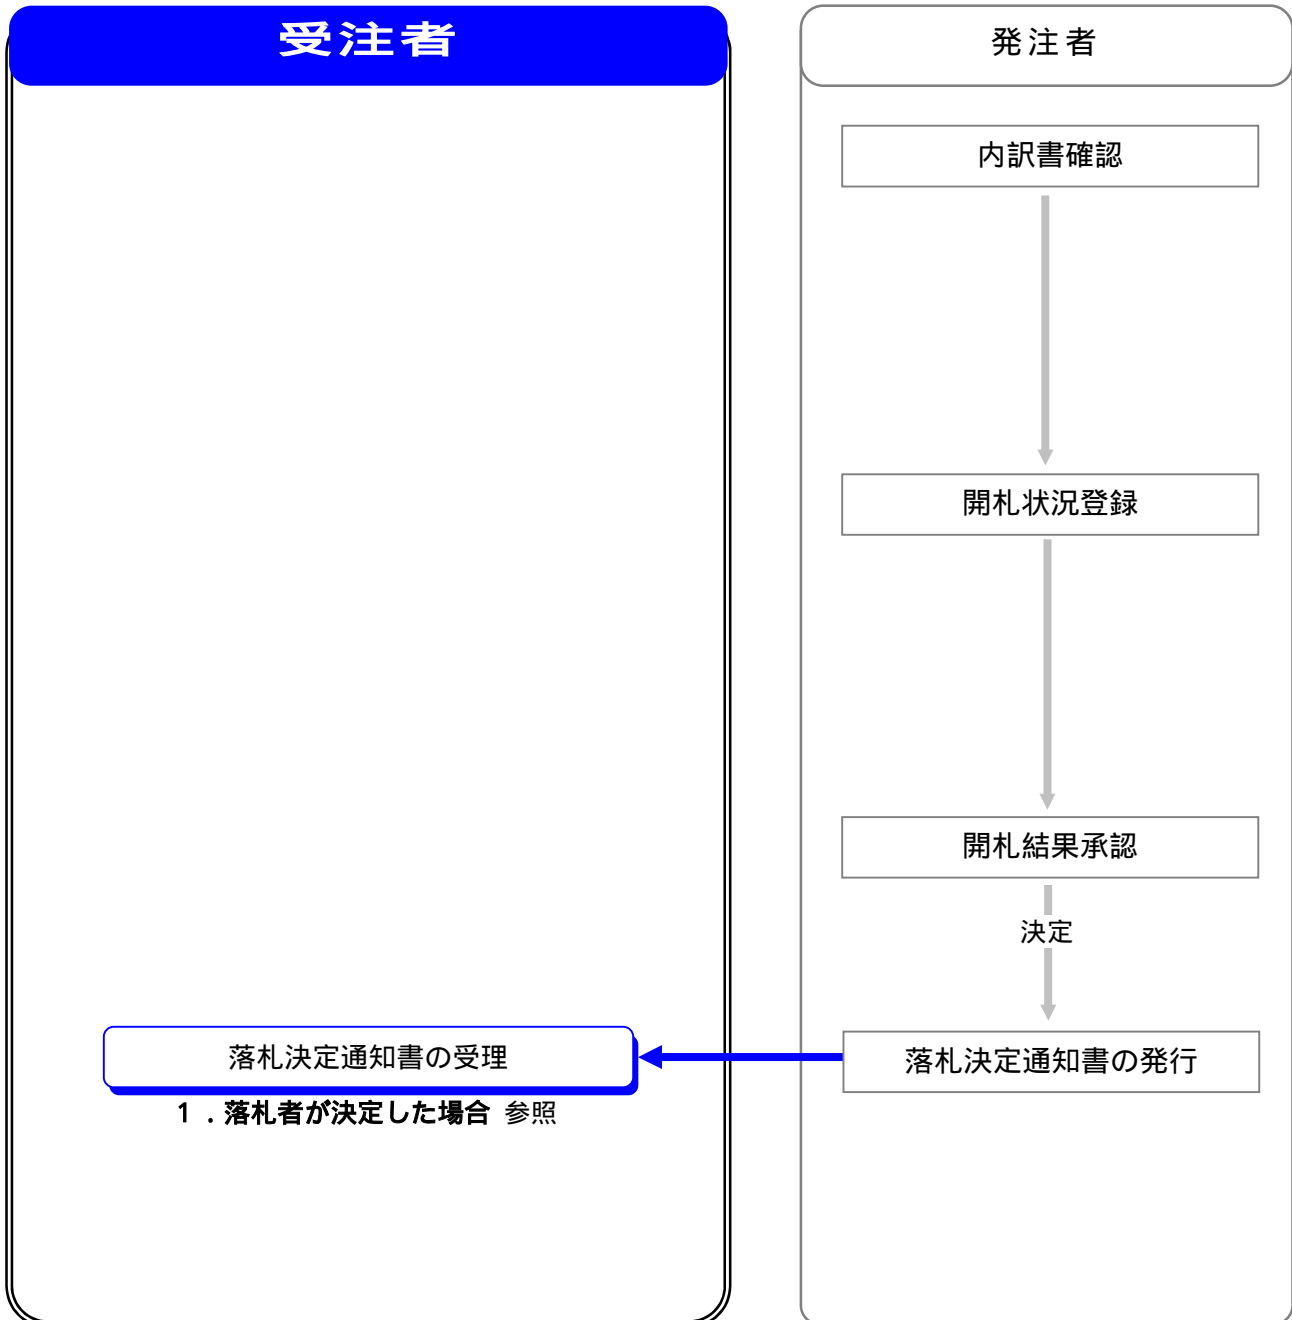 受注者
発注者
内訳書確認
開札状況登録
開札結果承認
決定
落札決定通知書の受理
落札決定通知書の発行
１．落札者が決定した場合 参照